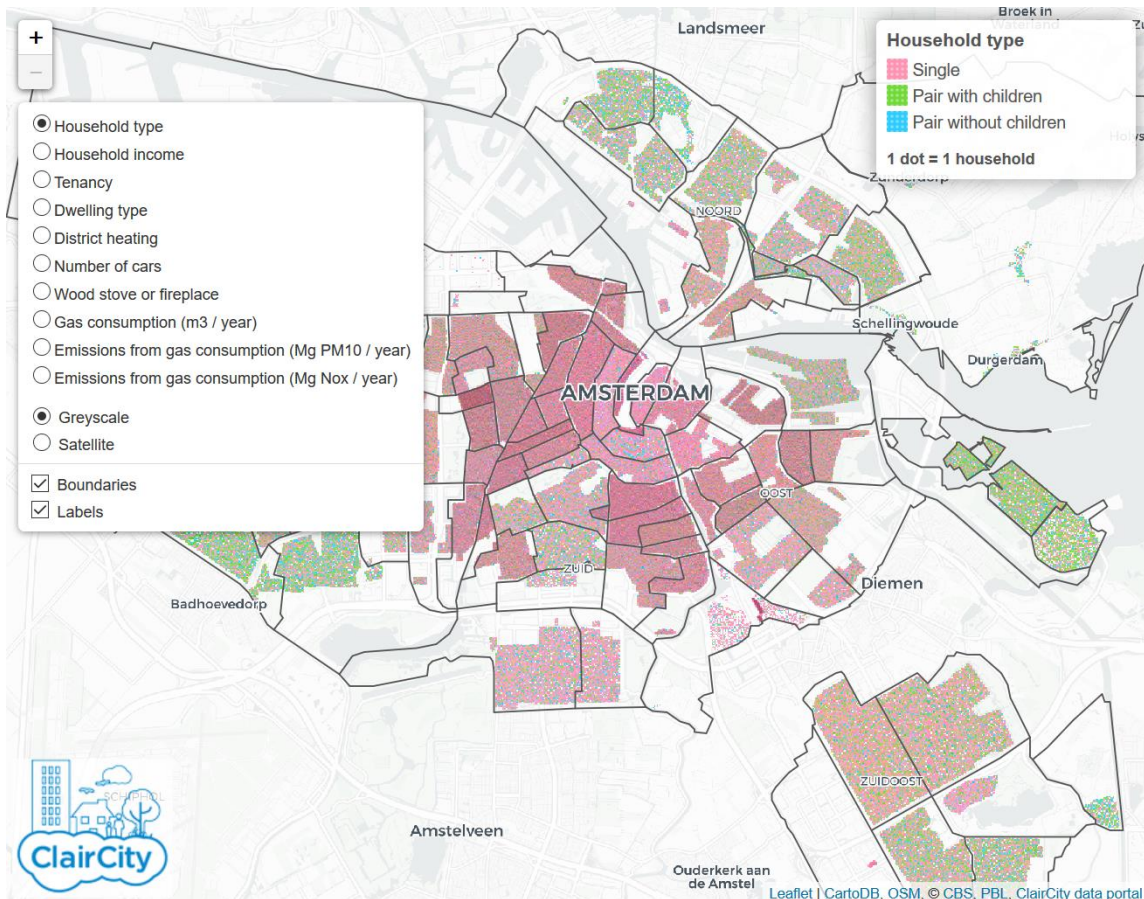 Broek in
Waterland
Landsmeer
+
−
Household type
Single
Pair with children
Pair without children
1 dot = 1 household
Household type
Household income
Tenancy
Dwelling type
District heating
Number of cars
Wood stove or fireplace
Gas consumption (m3 / year)
Emissions from gas consumption (Mg PM10 / year)
Emissions from gas consumption (Mg Nox / year)
Greyscale
Satellite
Boundaries
Labels
Zunderdorp
NOORD
Schellingwoude
Durgerdam
AMSTERDAM
OOST
ZUID
Diemen
Badhoevedorp
ZUIDOOST
SCHIPHOL
ClairCity
Amstelveen
Ouderkerk aan
de Amstel
Leaflet | CartoDB, OSM, © CBS, PBL, ClairCity data portal